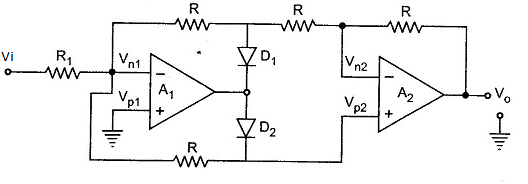 R R R
Vi R1 Vn1 D1 Vn2
A1 A2 Vo
Vp1 Vp2
D2
R